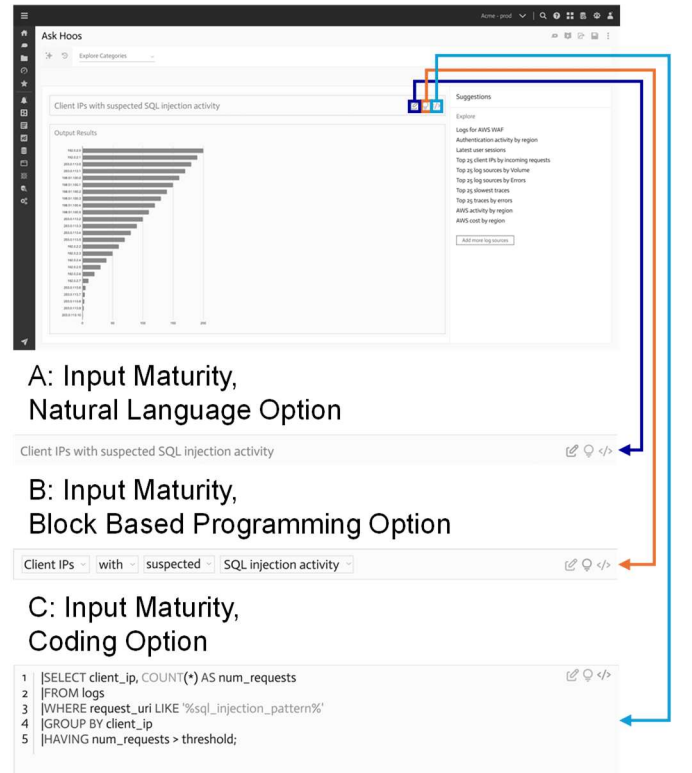 Acme - prod
Ask Hoos
Explore Categories
Client IPs with suspected SQL injection activity
Output Results
0
50
100
150
200
Suggestions
Explore
Logs for AWS WAF
Authentication activity by region
Latest user sessions
Top 25 client IPs by incoming requests
Top 25 log sources by Volume
Top 25 log sources by Errors
Top 25 slowest traces
Top 25 traces by errors
AWS activity by region
AWS cost by region
Add more log sources
A: Input Maturity,
Natural Language Option
Client IPs with suspected SQL injection activity
</>
B: Input Maturity,
Block Based Programming Option
Client IPs with suspected SQL injection activity
</>
C: Input Maturity,
Coding Option
</>
1 |SELECT client_ip, COUNT(*) AS num_requests
2 |FROM logs
3 |WHERE request_uri LIKE '%sql_injection_pattern%'
4 |GROUP BY client_ip
5 |HAVING num_requests > threshold;